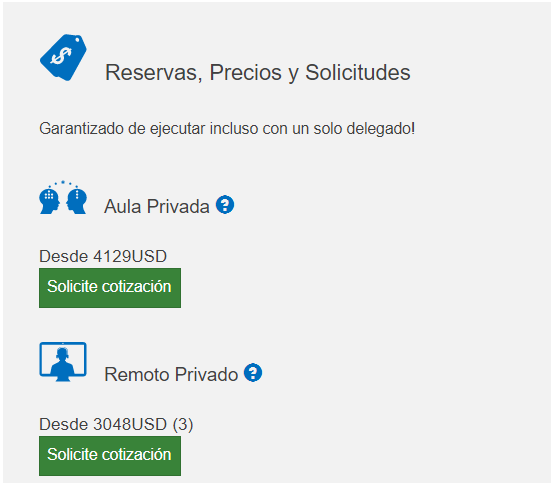 Reservas, Precios y Solicitudes
Garantizado de ejecutar incluso con un solo delegado!
Aula Privada ?
Desde 4129USD
Solicite cotización
Remoto Privado ?
Desde 3048USD (3)
Solicite cotización